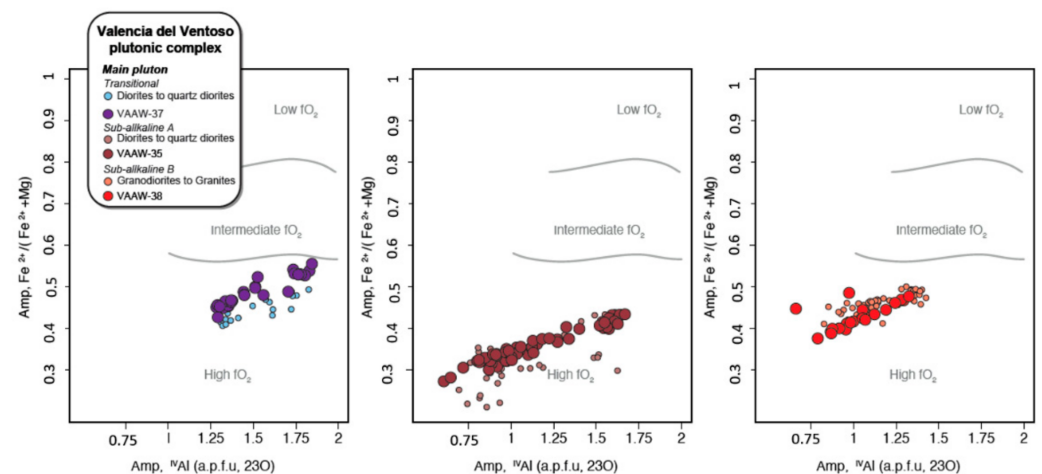 Valencia del Ventoso
plutonic complex
Main pluton
Transitional
Diorites to quartz diorites
VAAW-37
Sub-alkaline A
Diorites to quartz diorites
VAAW-35
Sub-alkaline B
Granodiorites to Granites
VAAW-38
Amp, Fe²⁺/( Fe²⁺+Mg)
1
0.9
0.8
0.7
0.6
0.5
0.4
0.3
Low fO₂
Intermediate fO₂
High fO₂
0.75
1
1.25
1.5
1.75
2
Amp, ᴵⱽAl (a.p.f.u, 23O)
Amp, Fe²⁺/( Fe²⁺+Mg)
1
0.9
0.8
0.7
0.6
0.5
0.4
0.3
Low fO₂
Intermediate fO₂
High fO₂
0.75
1
1.25
1.5
1.75
2
Amp, ᴵⱽAl (a.p.f.u, 23O)
Amp, Fe²⁺/( Fe²⁺+Mg)
1
0.9
0.8
0.7
0.6
0.5
0.4
0.3
Low fO₂
Intermediate fO₂
High fO₂
0.75
1
1.25
1.5
1.75
2
Amp, ᴵⱽAl (a.p.f.u, 23O)